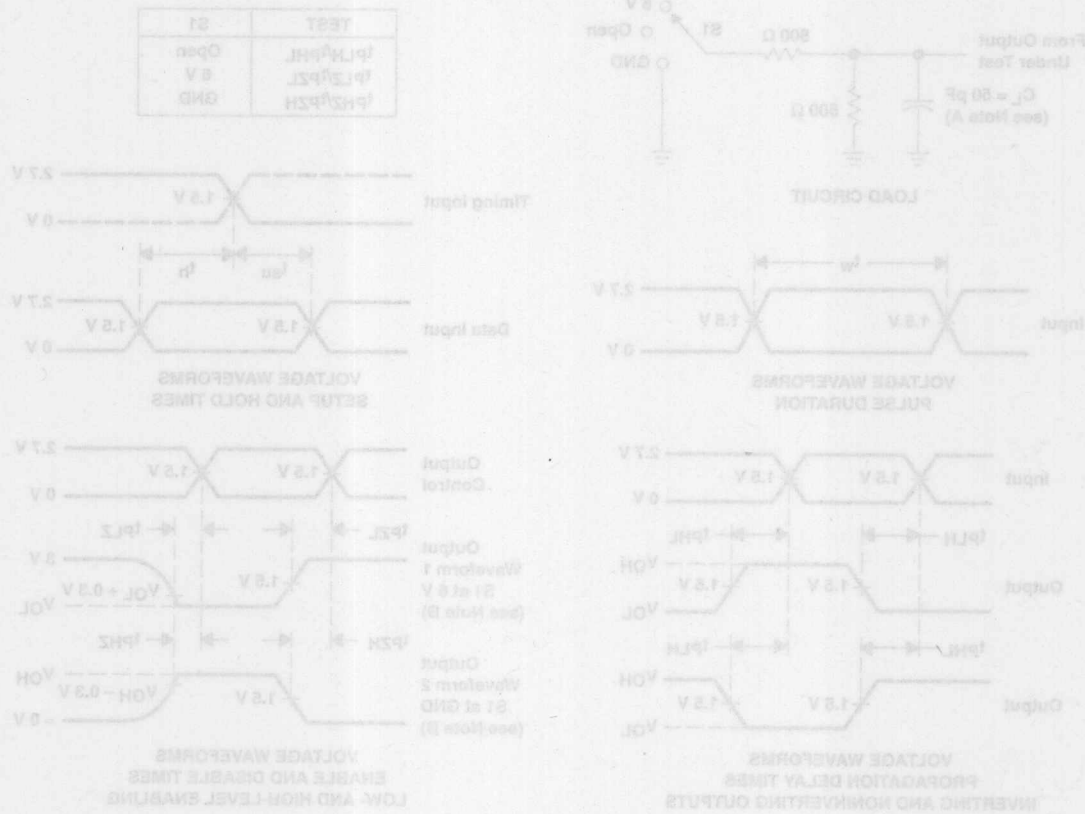 From Output
Under Test
CL = 50 pF
(see Note A)
500 Ω
500 Ω
S1
6 V
Open
GND
LOAD CIRCUIT
TEST S1
tPLH/tPHL Open
tPLZ/tPZL 6 V
tPHZ/tPZH GND
Input
2.7 V
0 V
1.5 V
1.5 V
tw
VOLTAGE WAVEFORMS
PULSE DURATION
Timing Input
1.5 V
2.7 V
0 V
tsu
th
Data Input
1.5 V
1.5 V
2.7 V
0 V
VOLTAGE WAVEFORMS
SETUP AND HOLD TIMES
Input
1.5 V
1.5 V
2.7 V
0 V
tPLH
tPHL
Output
1.5 V
1.5 V
VOH
VOL
tPHL
tPLH
Output
1.5 V
1.5 V
VOH
VOL
VOLTAGE WAVEFORMS
PROPAGATION DELAY TIMES
INVERTING AND NONINVERTING OUTPUTS
Output
Control
1.5 V
1.5 V
2.7 V
0 V
tPZL
tPLZ
Output
Waveform 1
S1 at 6 V
(see Note B)
1.5 V
VOL + 0.3 V
3 V
VOL
tPZH
tPHZ
Output
Waveform 2
S1 at GND
(see Note B)
1.5 V
VOH – 0.3 V
VOH
≈ 0 V
VOLTAGE WAVEFORMS
ENABLE AND DISABLE TIMES
LOW- AND HIGH-LEVEL ENABLING